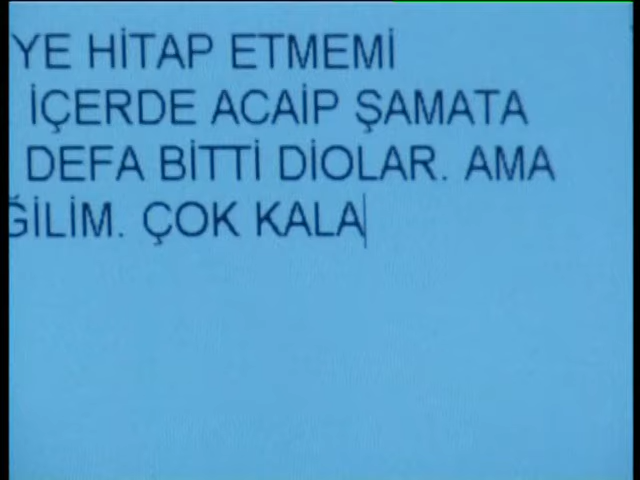 YE HİTAP ETMEMİ
İÇERDE ACAİP ŞAMATA
DEFA BİTTİ DİOLAR. AMA
ĞİLİM. ÇOK KALA